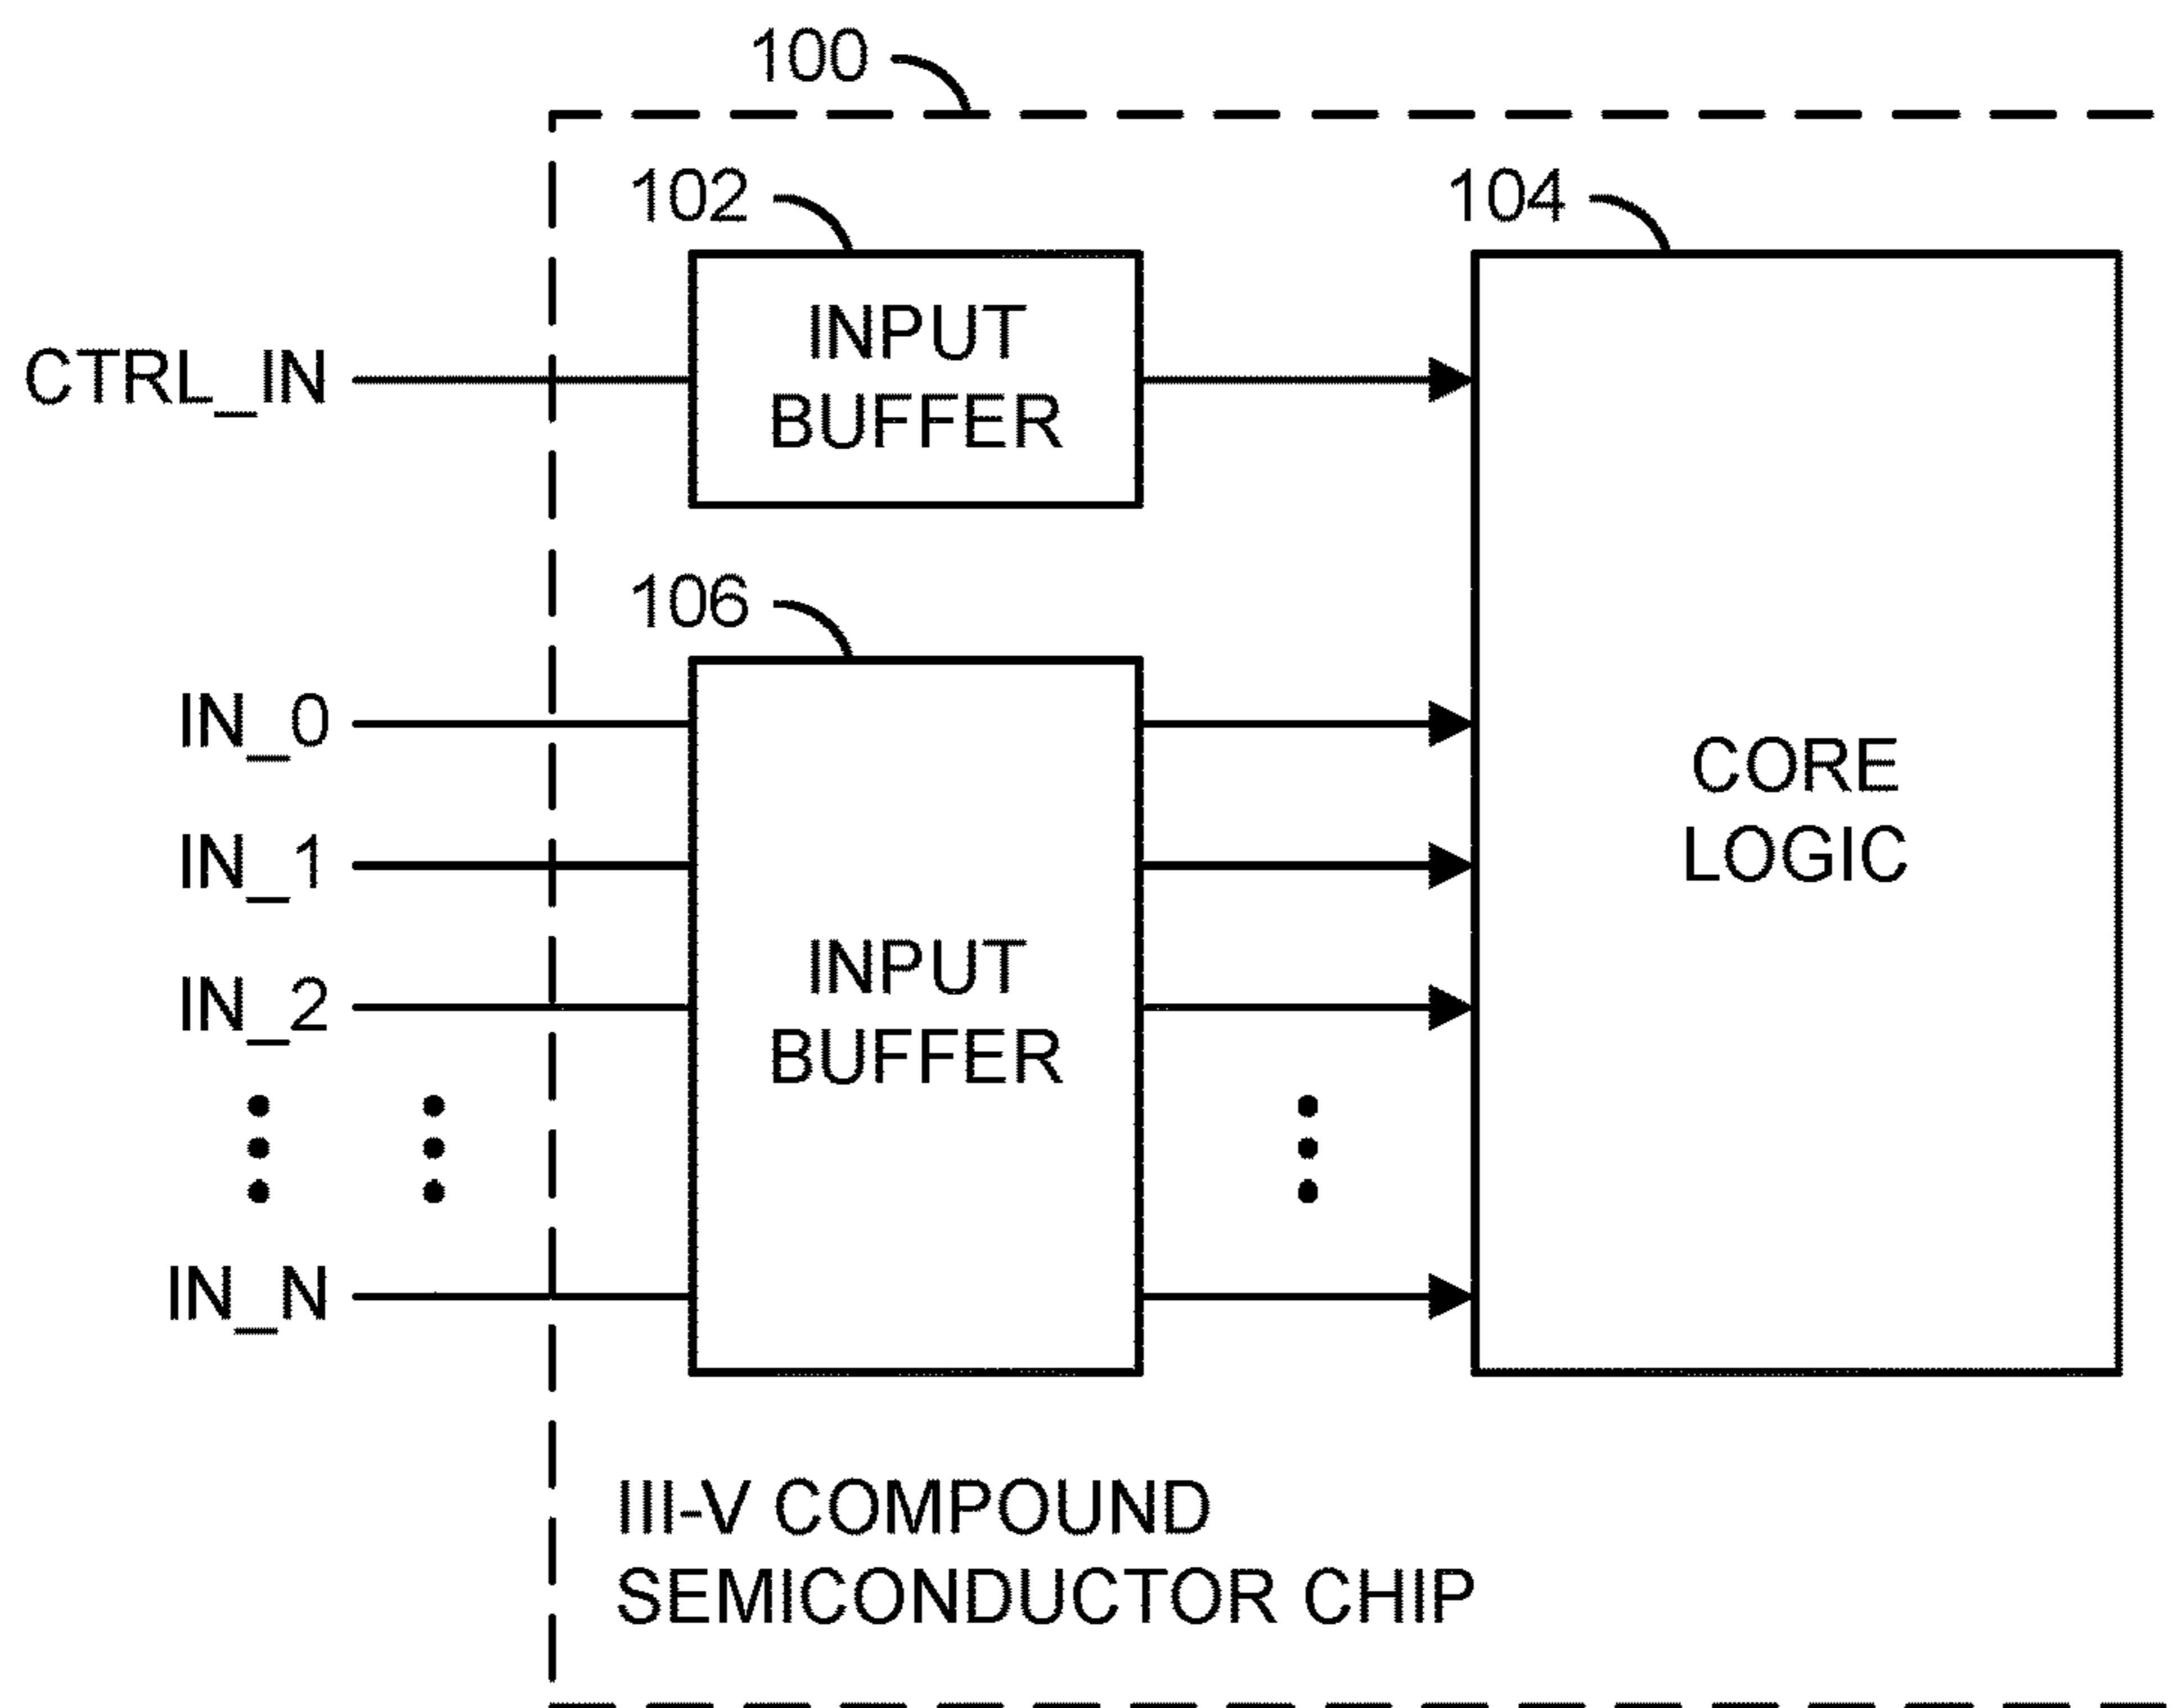 100
102
104
CTRL_IN
INPUT
BUFFER
106
IN_0
IN_1
IN_2
IN_N
INPUT
BUFFER
CORE
LOGIC
III-V COMPOUND
SEMICONDUCTOR CHIP